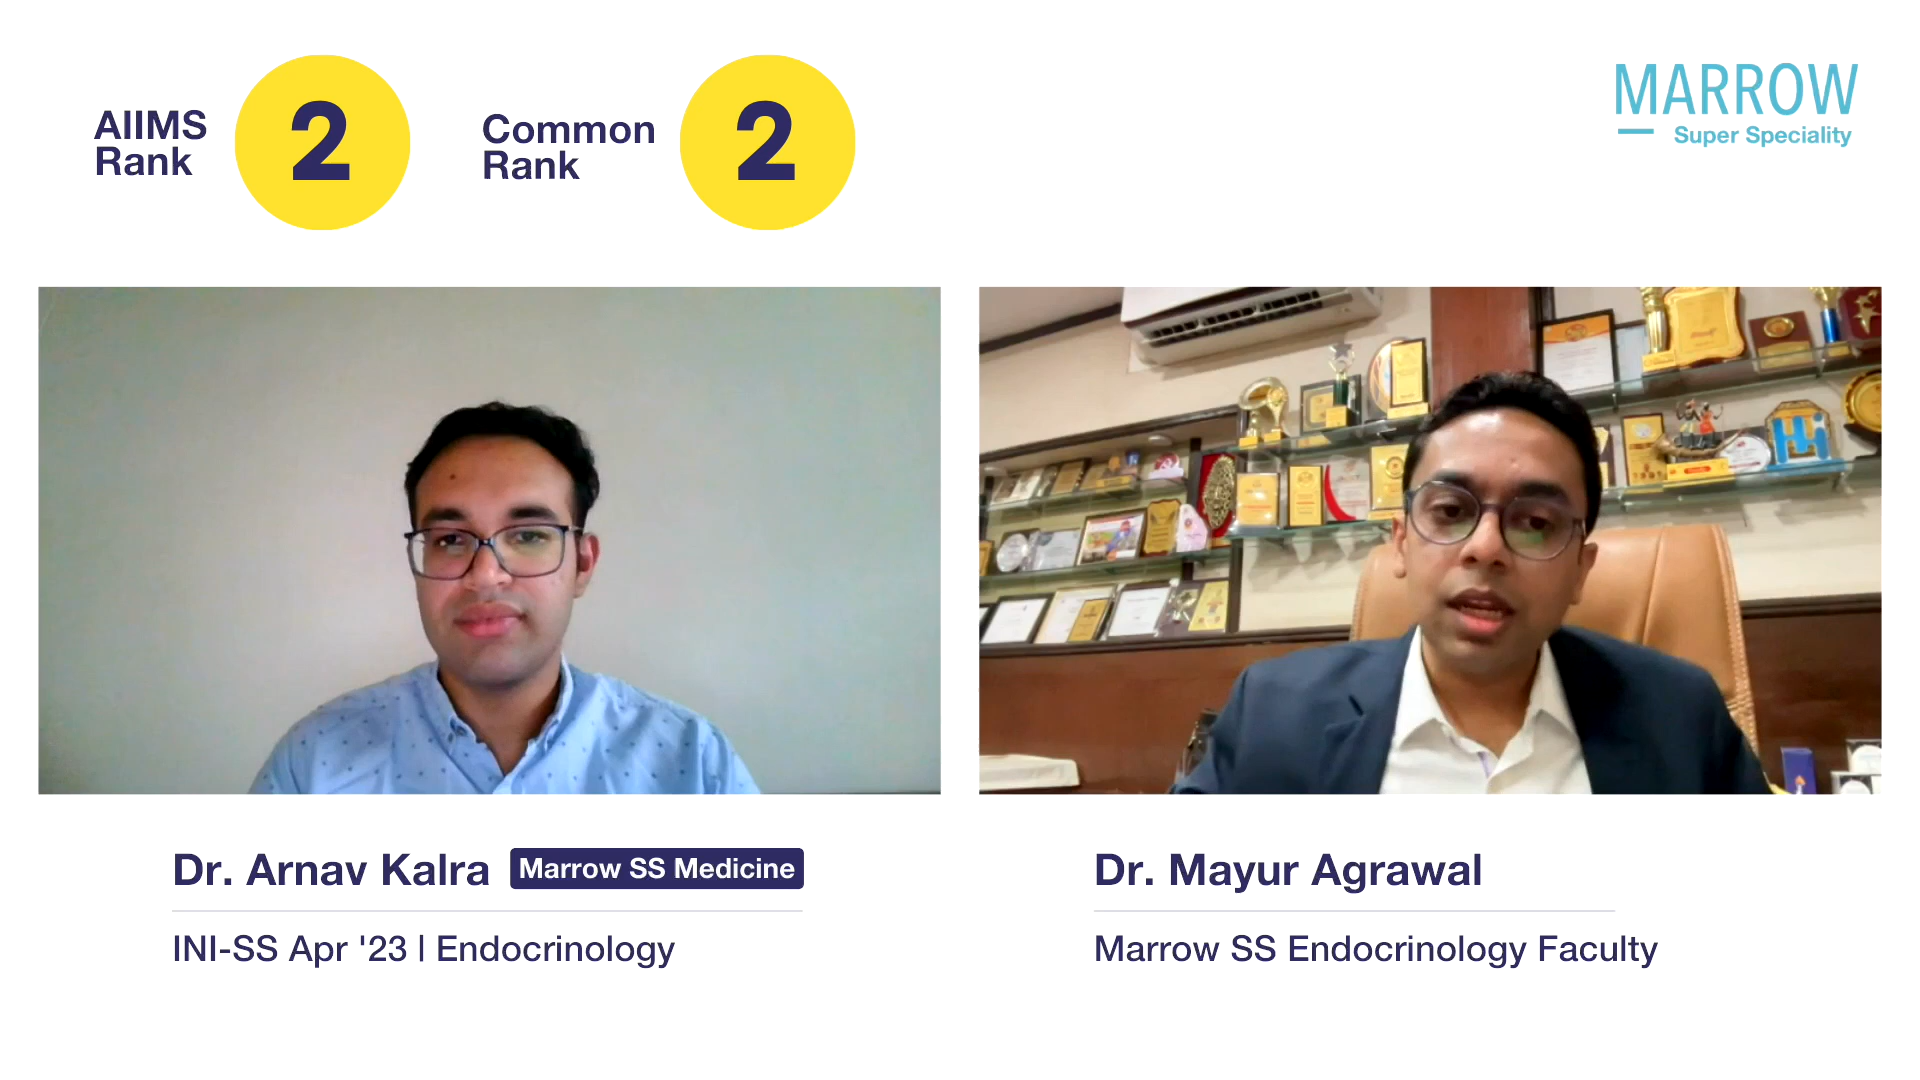 AIIMS
Rank
2
Common
Rank
2
MARROW
Super Speciality
Dr. Arnav Kalra
Marrow SS Medicine
INI-SS Apr '23 | Endocrinology
Dr. Mayur Agrawal
Marrow SS Endocrinology Faculty